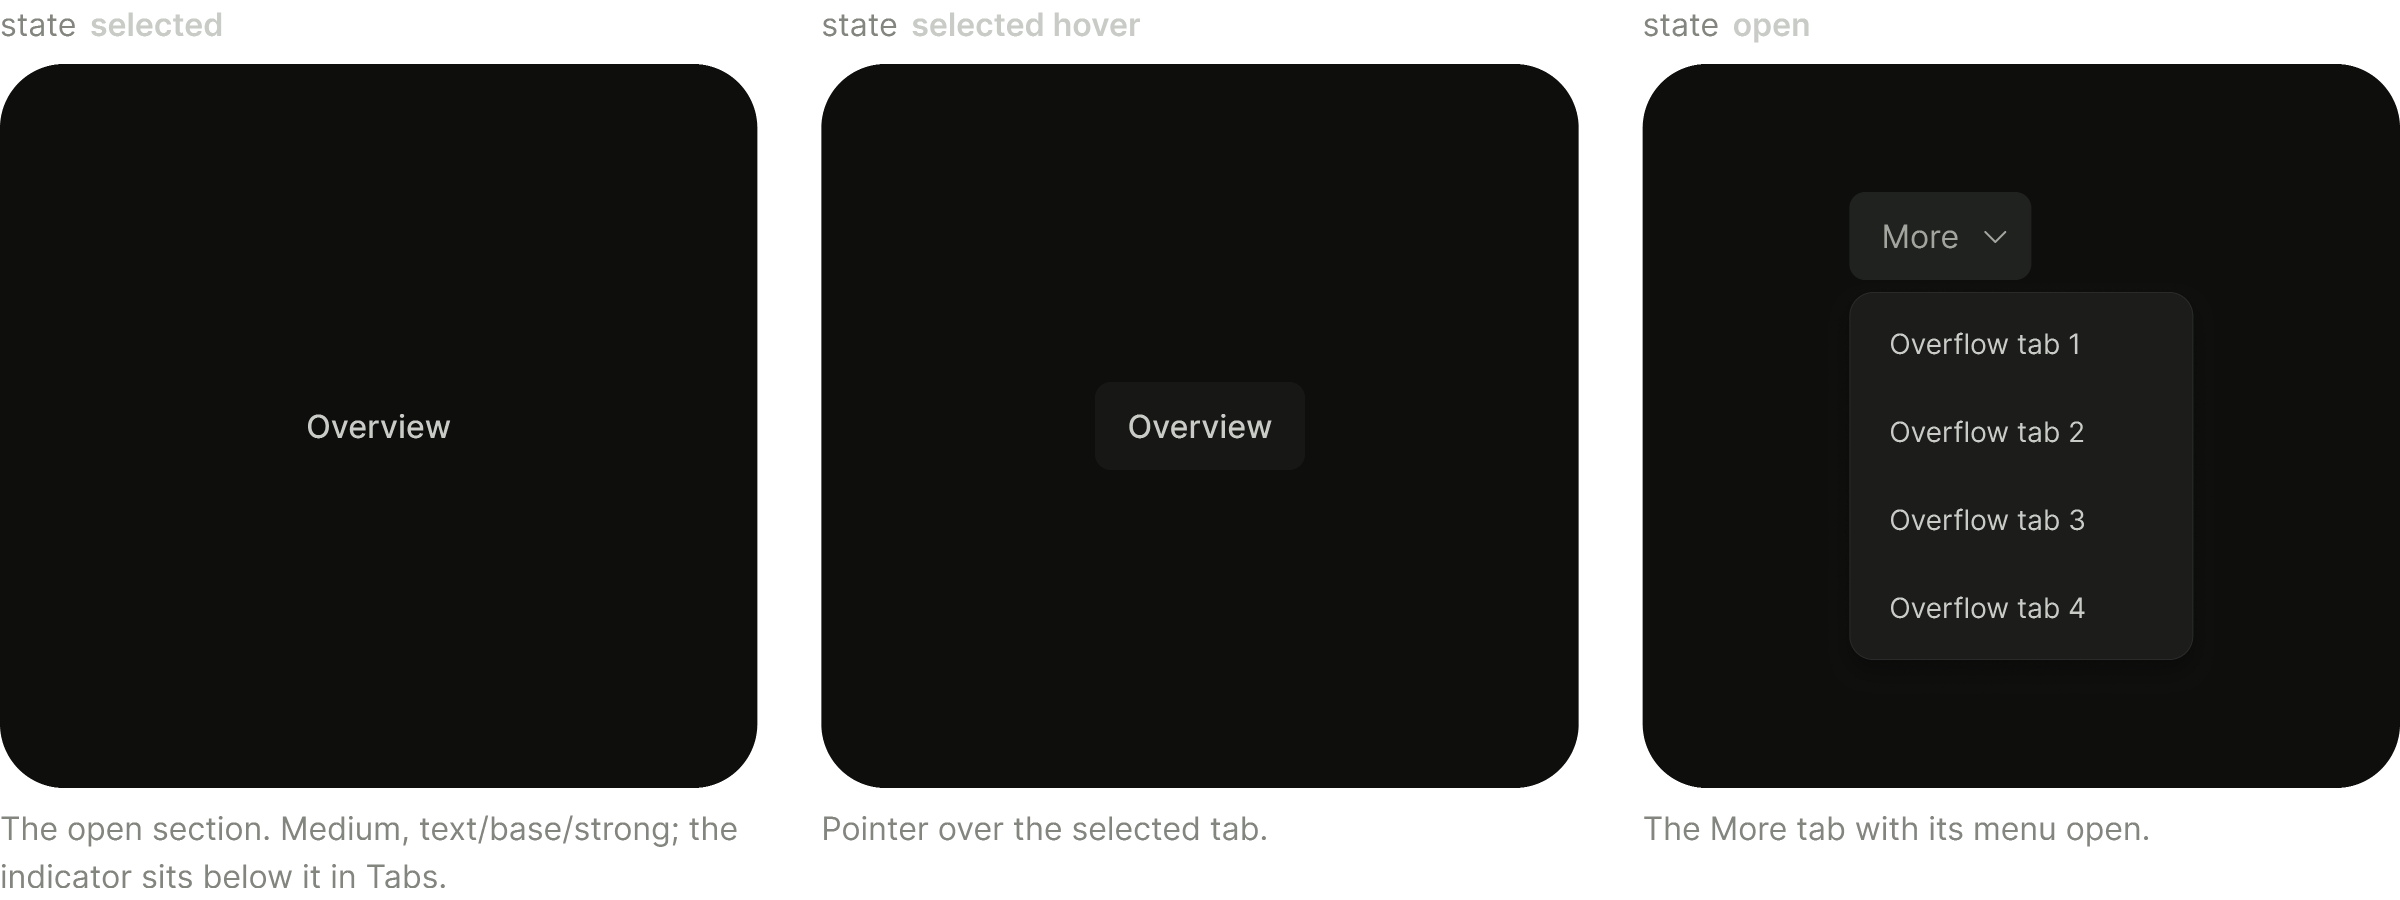 state selected
Overview
The open section. Medium, text/base/strong; the
indicator sits below it in Tabs.
state selected hover
Overview
Pointer over the selected tab.
state open
More
Overflow tab 1
Overflow tab 2
Overflow tab 3
Overflow tab 4
The More tab with its menu open.